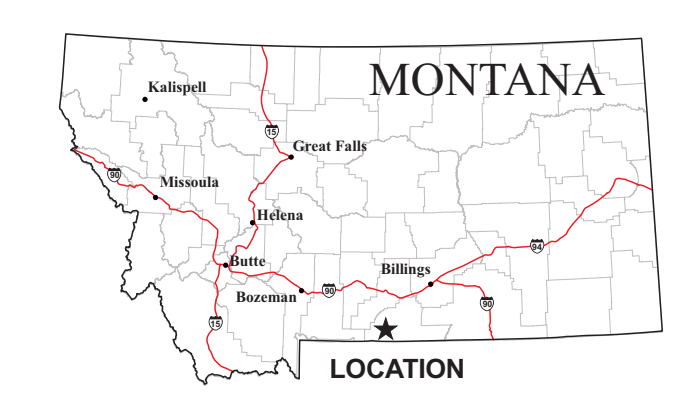 MONTANA
Kalispell
15
Great Falls
90
Missoula
Helena
94
Butte
Billings
Bozeman
90
90
15
LOCATION